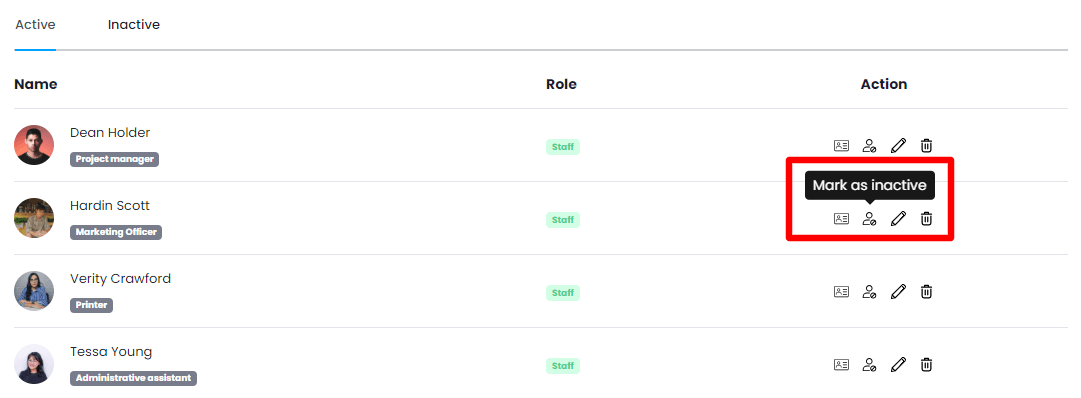 Active Inactive
Name Role Action
Dean Holder
Project manager Staff
Mark as inactive
Hardin Scott
Marketing Officer Staff
Verity Crawford
Printer Staff
Tessa Young
Administrative assistant Staff